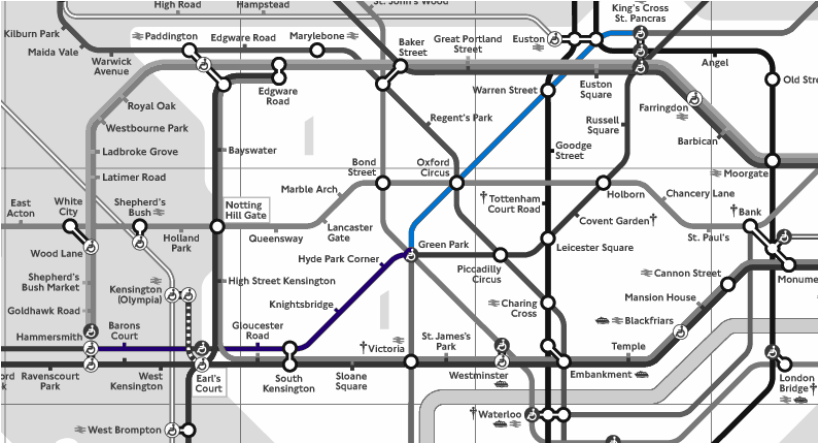 High Road
Hampstead
St. John's Wood
King's Cross
St. Pancras
Kilburn Park
Paddington
Edgware Road
Marylebone
Euston
Maida Vale
Baker
Street
Great Portland
Street
Warwick
Avenue
Angel
Edgware
Road
Warren Street
Euston
Square
Old Stre
Royal Oak
Farringdon
Westbourne Park
Regent's Park
Russell
Square
Barbican
Ladbroke Grove
Bayswater
Goodge
Street
Moorgate
Latimer Road
Bond
Street
Oxford
Circus
Marble Arch
Holborn
Chancery Lane
East
Acton
White
City
Shepherd's
Bush
Notting
Hill Gate
†Tottenham
Court Road
Covent Garden†
†Bank
Lancaster
Gate
Wood Lane
Holland
Park
Queensway
Green Park
Leicester Square
St. Paul's
Hyde Park Corner
Piccadilly
Circus
Cannon Street
Monume
Shepherd's
Bush Market
Kensington
(Olympia)
High Street Kensington
Mansion House
Goldhawk Road
Knightsbridge
Charing
Cross
Blackfriars
Hammersmith
Barons
Court
Gloucester
Road
†Victoria
St. James's
Park
Temple
ord
k
Ravenscourt
Park
West
Kensington
Earl's
Court
South
Kensington
Sloane
Square
Westminster
Embankment
London
Bridge†
†Waterloo
West Brompton